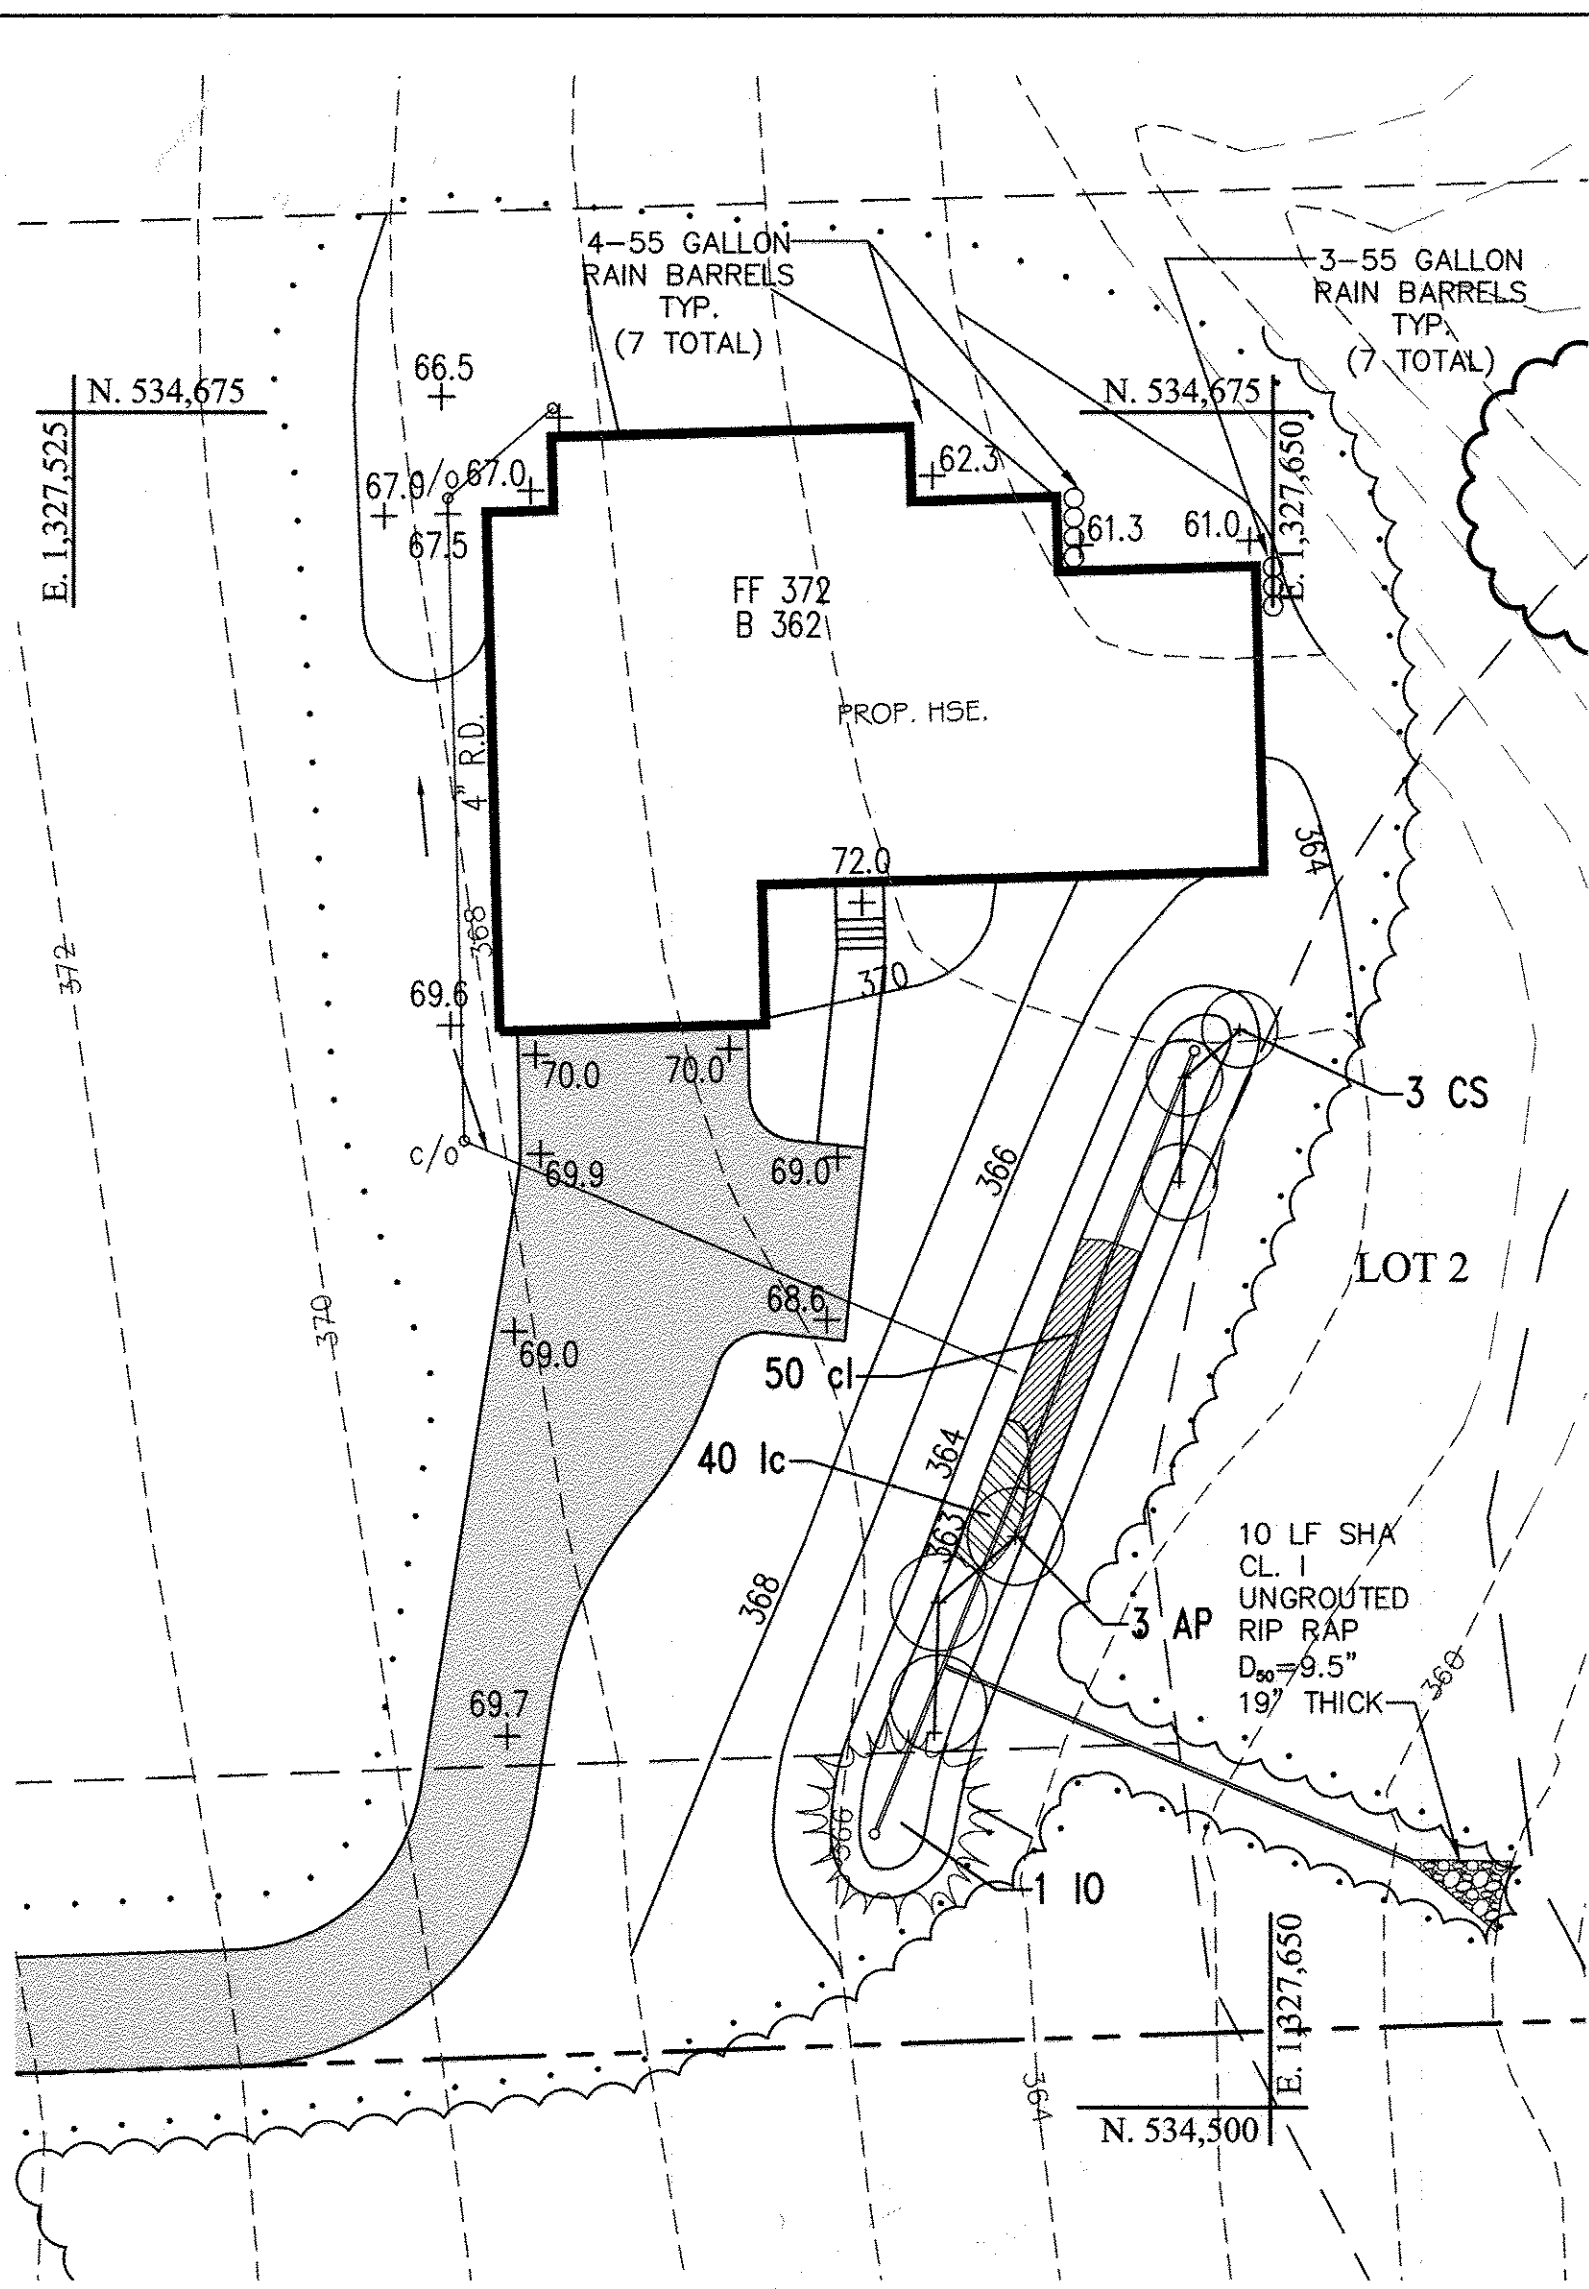 4-55 GALLON
RAIN BARRELS
TYP.
(7 TOTAL)
3-55 GALLON
RAIN BARRELS
TYP.
(7 TOTAL)
N. 534,675
E. 1,327,525
N. 534,675
E. 1,327,650
66.5
67.0
c/o
67.0
67.5
62.3
61.3
61.0
FF 372
B 362
PROP. HSE.
4" R.D.
72.0
364
368
372
370
69.6
70.0
70.0
3 CS
c/o
69.9
69.0
366
LOT 2
68.6
370
69.0
50 cl
364
40 lc
363
368
3 AP
10 LF SHA
CL. I
UNGROUTED
RIP RAP
D₅₀=9.5"
19" THICK
360
69.7
366
1 IO
364
E. 1,327,650
N. 534,500